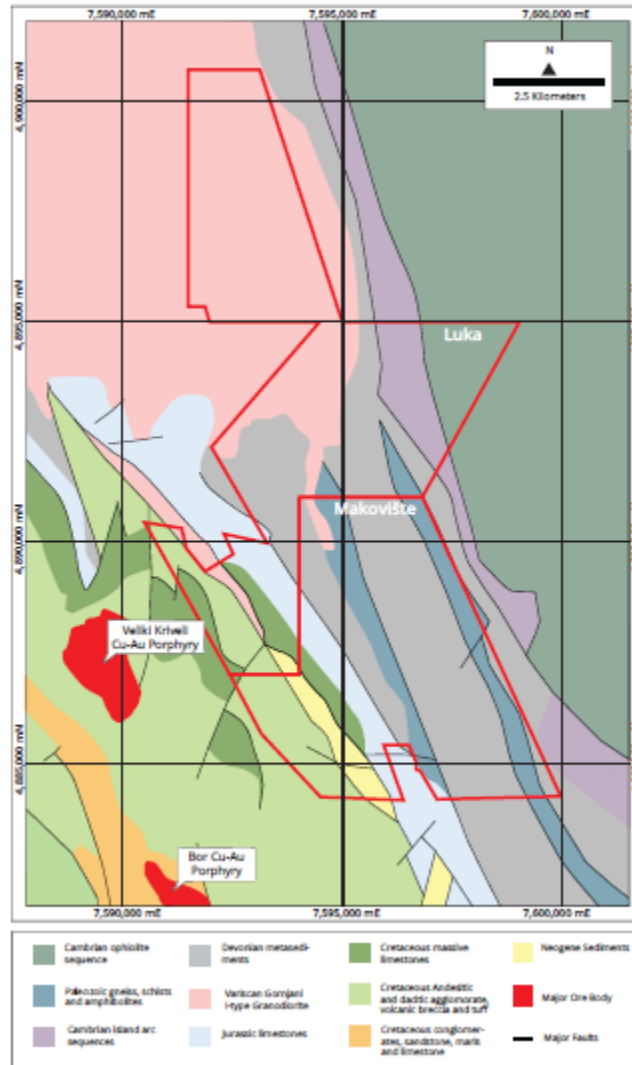 7,590,000 mE
7,595,000 mE
7,600,000 mE
N
2.5 Kilometers
4,900,000 mN
4,895,000 mN
Luka
Makovište
4,890,000 mN
Veliki Kriveli
Cu-Au Porphyry
4,885,000 mN
Bor Cu-Au
Porphyry
7,590,000 mE
7,595,000 mE
7,600,000 mE
Cambrian ophiolite
sequence
Paleozoic gneiss, schists
and amphibolites
Cambrian island arc
sequences
Devonian metasedi-
ments
Variscan Gornjani
I-type Granodiorite
Jurassic limestones
Cretaceous massive
limestones
Cretaceous Andesitic
and dacitic agglomorate,
volcanic breccia and tuff
Cretaceous conglomer-
ates, sandstone, marls
and limestone
Neogene Sediments
Major Ore Body
Major Faults